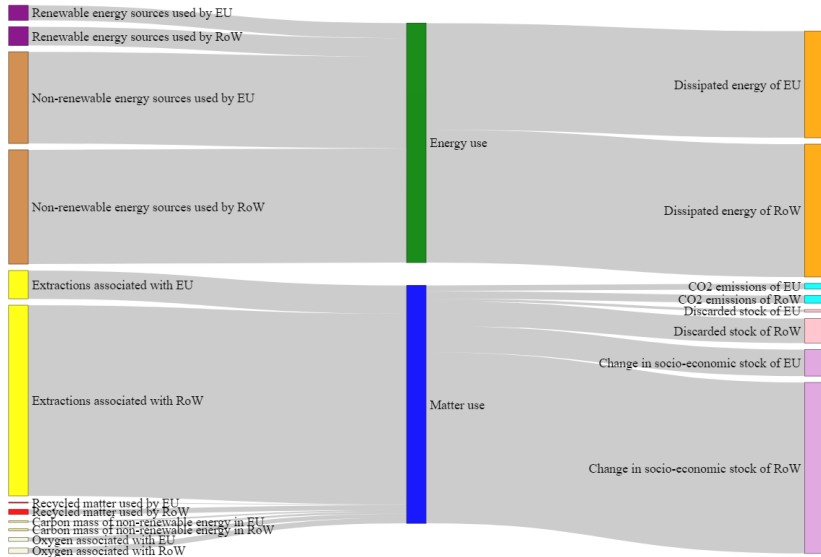 Renewable energy sources used by EU
Renewable energy sources used by RoW
Non-renewable energy sources used by EU
Non-renewable energy sources used by RoW
Extractions associated with EU
Extractions associated with RoW
Recycled matter used by EU
Recycled matter used by RoW
Carbon mass of non-renewable energy in EU
Carbon mass of non-renewable energy in RoW
Oxygen associated with EU
Oxygen associated with RoW
Energy use
Matter use
Dissipated energy of EU
Dissipated energy of RoW
CO2 emissions of EU
CO2 emissions of RoW
Discarded stock of EU
Discarded stock of RoW
Change in socio-economic stock of EU
Change in socio-economic stock of RoW